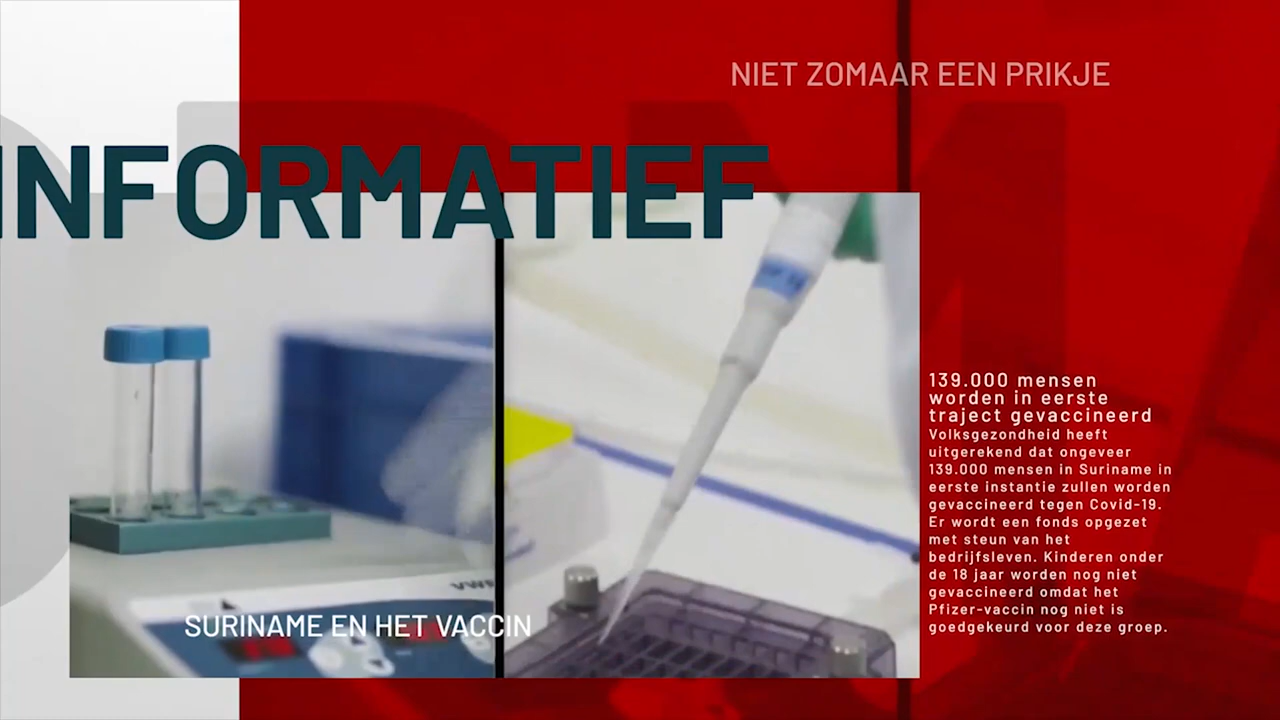 NIET ZOMAAR EEN PRIKJE
INFORMATIEF
139.000 mensen
worden in eerste
traject gevaccineerd
Volksgezondheid heeft
uitgerekend dat ongeveer
139.000 mensen in Suriname in
eerste instantie zullen worden
gevaccineerd tegen Covid-19.
Er wordt een fonds opgezet
met steun van het
bedrijfsleven. Kinderen onder
de 18 jaar worden nog niet
gevaccineerd omdat het
Pfizer-vaccin nog niet is
goedgekeurd voor deze groep.
SURINAME EN HET VACCIN